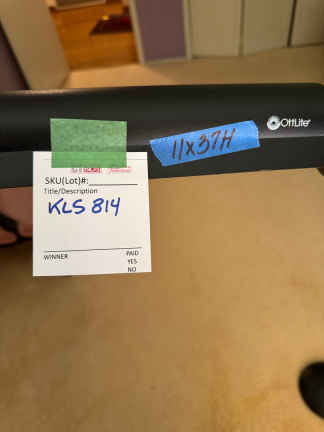 OttLite
11x37H
SKU(Lot)#:
Title/Description
KLS 814
WINNER
PAID
YES
NO